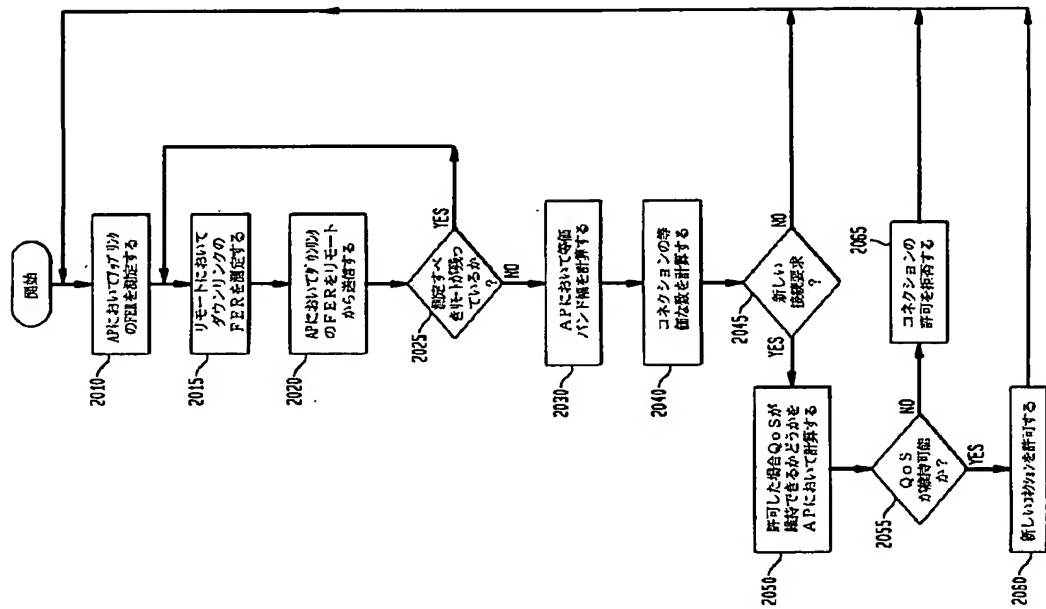 開始
APにおいてアップリンク
のFERを測定する
2010
リモートにおいて
ダウンリンクの
FERを測定する
2015
APにおいてダウンリンク
のFERをリモート
から送信する
2020
測定すべ
きリモートが残っ
ているか
?
2025
YES
NO
APにおいて等価
バンド幅を計算する
2030
コネクションの等
価な数を計算する
2040
新しい
接続要求
?
2045
NO
YES
許可した場合QoSが
維持できるかどうかを
APにおいて計算する
2050
QoS
が維持可能
か?
2055
NO
YES
コネクションの
許可を拒否する
2065
新しいコネクションを許可する
2060